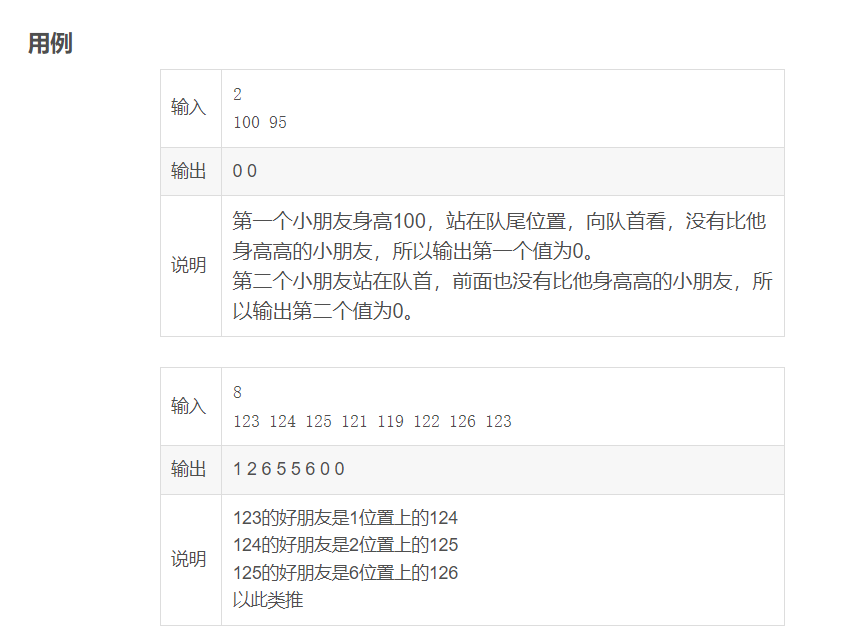 用例
输入
2
100 95
输出
0 0
说明
第一个小朋友身高100，站在队尾位置，向队首看，没有比他
身高高的小朋友，所以输出第一个值为0。
第二个小朋友站在队首，前面也没有比他身高高的小朋友，所
以输出第二个值为0。
输入
8
123 124 125 121 119 122 126 123
输出
1 2 6 5 5 6 0 0
说明
123的好朋友是1位置上的124
124的好朋友是2位置上的125
125的好朋友是6位置上的126
以此类推